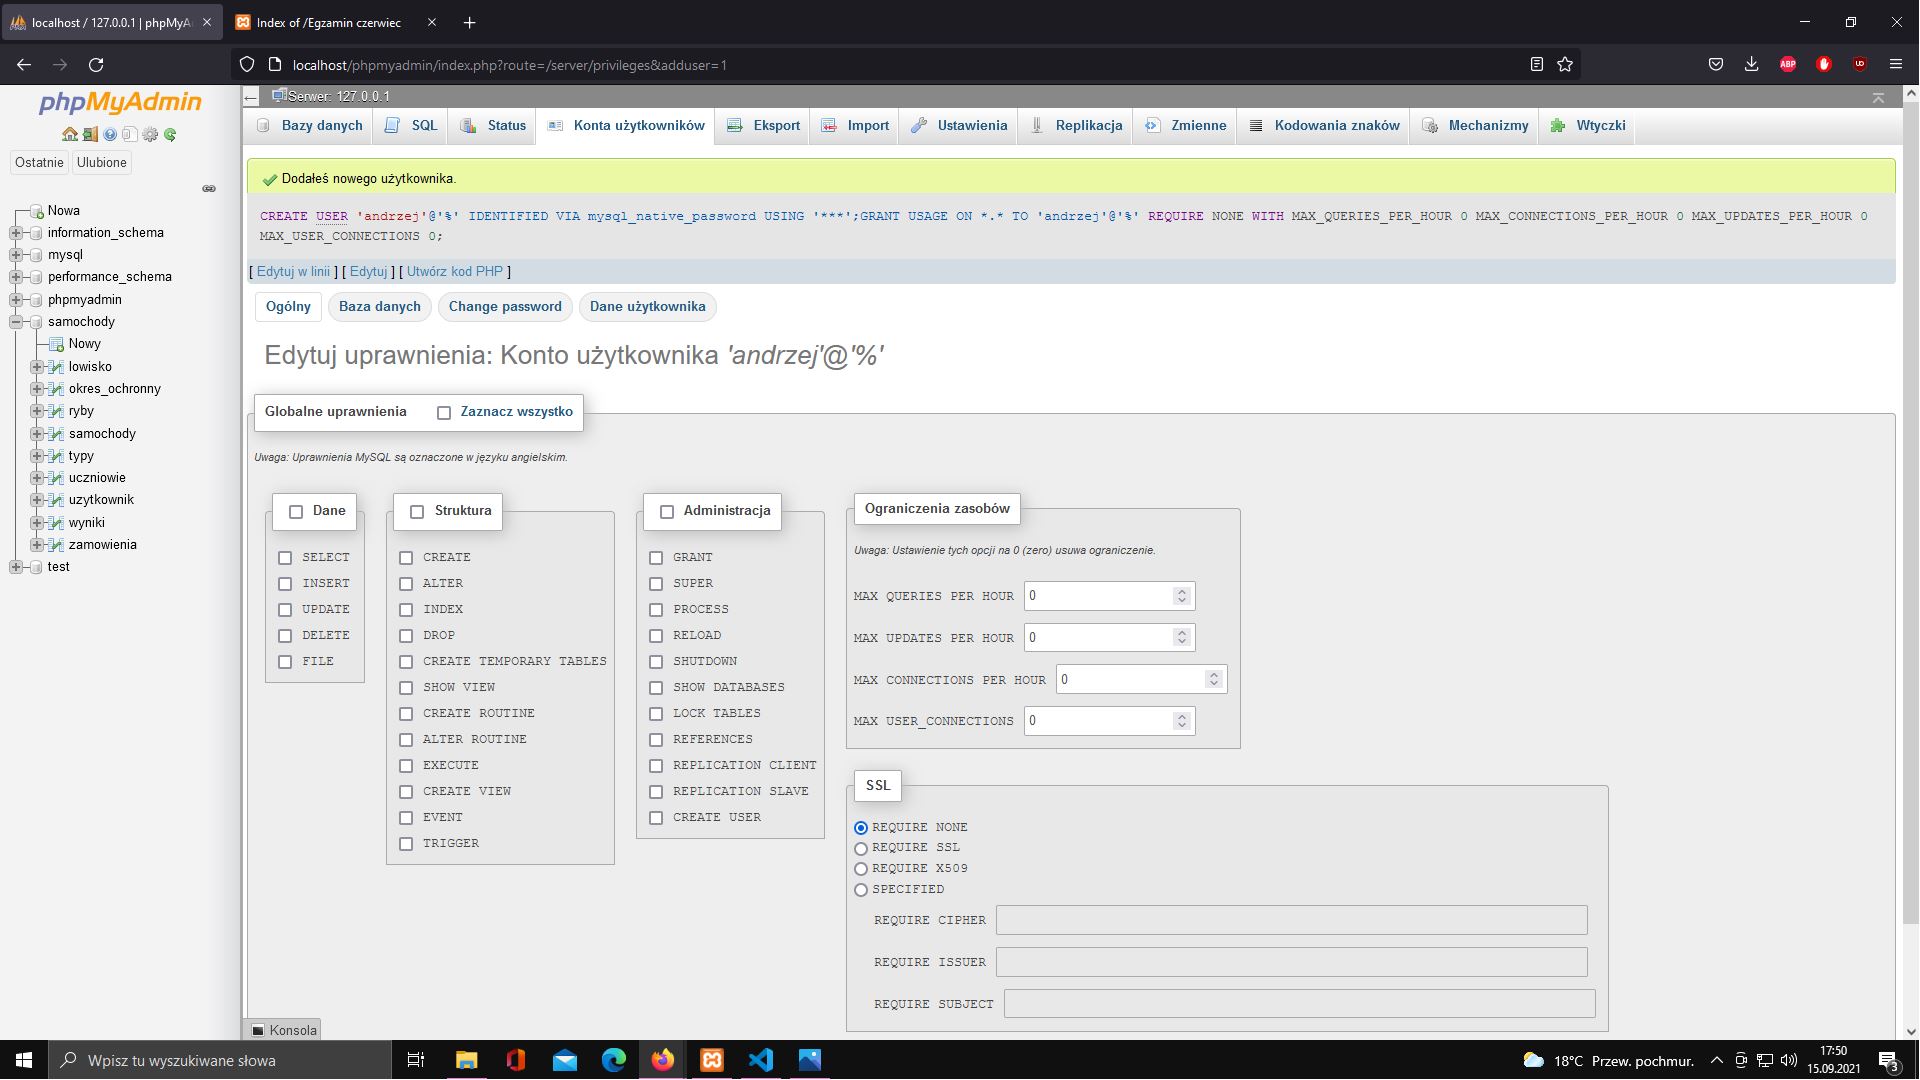 localhost / 127.0.0.1 | phpMyA
Index of /Egzamin czerwiec
localhost/phpmyadmin/index.php?route=/server/privileges&adduser=1
ABP
UD
phpMyAdmin
Ostatnie
Ulubione
Nowa
information_schema
mysql
performance_schema
phpmyadmin
samochody
Nowy
lowisko
okres_ochronny
ryby
samochody
typy
uczniowie
uzytkownik
wyniki
zamowienia
test
Serwer: 127.0.0.1
Bazy danych
SQL
Status
Konta użytkowników
Eksport
Import
Ustawienia
Replikacja
Zmienne
Kodowania znaków
Mechanizmy
Wtyczki
Dodałeś nowego użytkownika.
CREATE USER 'andrzej'@'%' IDENTIFIED VIA mysql_native_password USING '***';GRANT USAGE ON *.* TO 'andrzej'@'%' REQUIRE NONE WITH MAX_QUERIES_PER_HOUR 0 MAX_CONNECTIONS_PER_HOUR 0 MAX_UPDATES_PER_HOUR 0
MAX_USER_CONNECTIONS 0;
[ Edytuj w linii ] [ Edytuj ] [ Utwórz kod PHP ]
Ogólny
Baza danych
Change password
Dane użytkownika
Edytuj uprawnienia: Konto użytkownika 'andrzej'@'%'
Globalne uprawnienia
Zaznacz wszystko
Uwaga: Uprawnienia MySQL są oznaczone w języku angielskim.
Dane
SELECT
INSERT
UPDATE
DELETE
FILE
Struktura
CREATE
ALTER
INDEX
DROP
CREATE TEMPORARY TABLES
SHOW VIEW
CREATE ROUTINE
ALTER ROUTINE
EXECUTE
CREATE VIEW
EVENT
TRIGGER
Administracja
GRANT
SUPER
PROCESS
RELOAD
SHUTDOWN
SHOW DATABASES
LOCK TABLES
REFERENCES
REPLICATION CLIENT
REPLICATION SLAVE
CREATE USER
Ograniczenia zasobów
Uwaga: Ustawienie tych opcji na 0 (zero) usuwa ograniczenie.
MAX QUERIES PER HOUR 0
MAX UPDATES PER HOUR 0
MAX CONNECTIONS PER HOUR 0
MAX USER_CONNECTIONS 0
SSL
REQUIRE NONE
REQUIRE SSL
REQUIRE X509
SPECIFIED
REQUIRE CIPHER
REQUIRE ISSUER
REQUIRE SUBJECT
Konsola
Wpisz tu wyszukiwane słowa
18°C Przew. pochmur.
17:50
15.09.2021
3